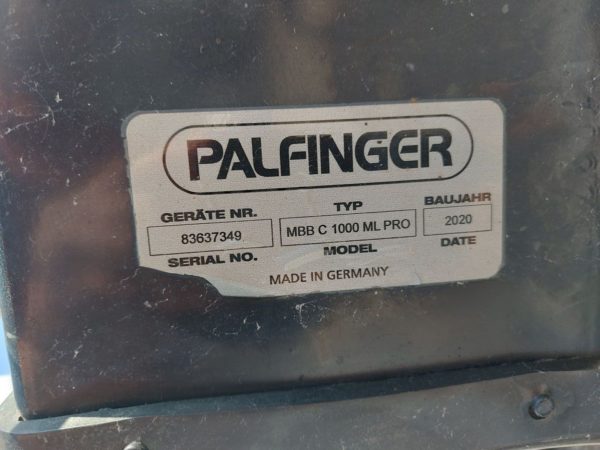 PALFINGER
GERÄTE NR. TYP BAUJAHR
83637349 MBB C 1000 ML PRO 2020
SERIAL NO. MODEL DATE
MADE IN GERMANY